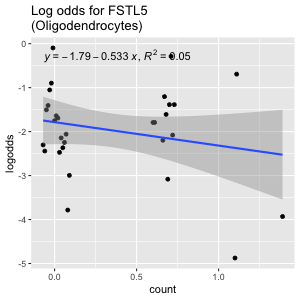 Log odds for FSTL5
(Oligodendrocytes)
y = − 1.79 − 0.533 x, R² = 0.05
0
-1
-2
-3
-4
-5
logodds
0.0 0.5 1.0
count